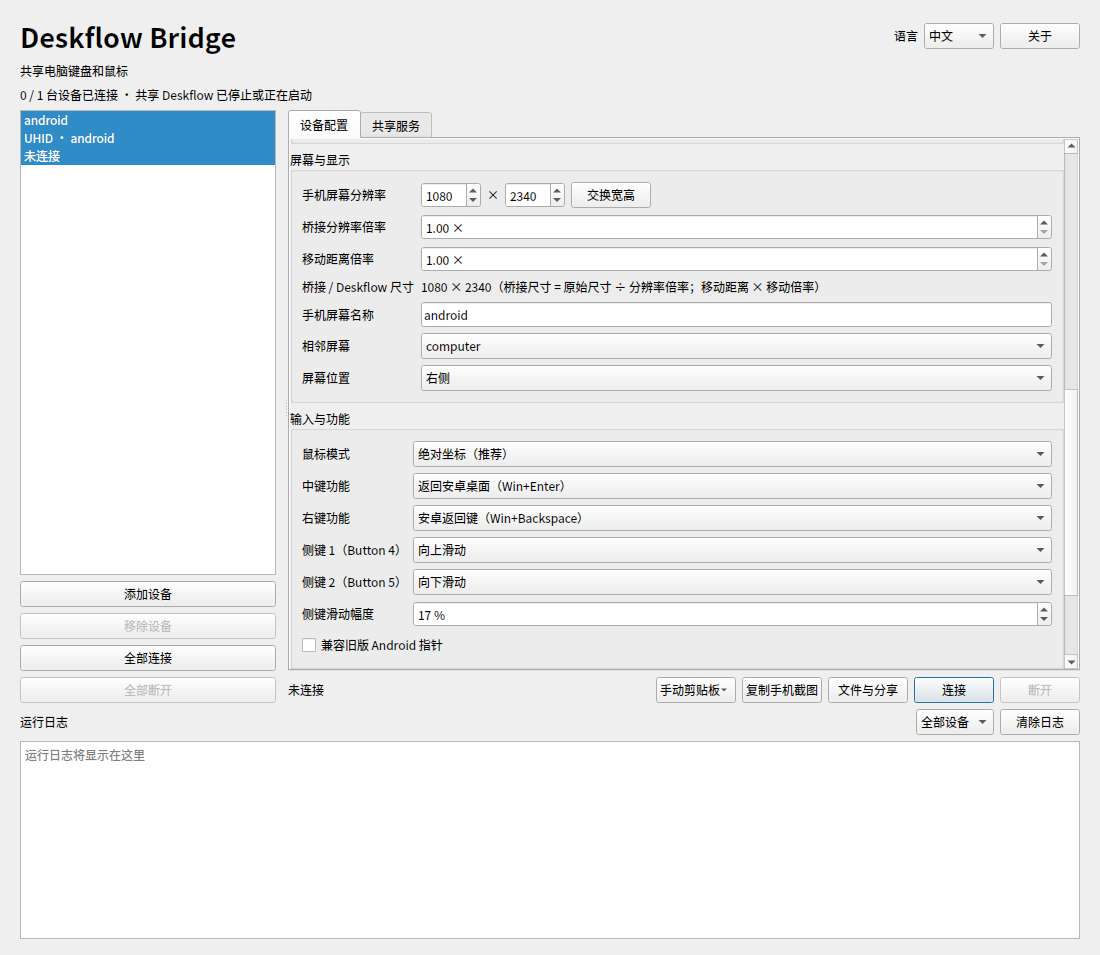 Deskflow Bridge
语言 中文 关于
共享电脑键盘和鼠标
0 / 1 台设备已连接 · 共享 Deskflow 已停止或正在启动
android
UHID · android
未连接
添加设备
移除设备
全部连接
全部断开
设备配置 共享服务
屏幕与显示
手机屏幕分辨率 1080 × 2340 交换宽高
桥接分辨率倍率 1.00 ×
移动距离倍率 1.00 ×
桥接 / Deskflow 尺寸 1080 × 2340（桥接尺寸 = 原始尺寸 ÷ 分辨率倍率；移动距离 × 移动倍率）
手机屏幕名称 android
相邻屏幕 computer
屏幕位置 右侧
输入与功能
鼠标模式 绝对坐标（推荐）
中键功能 返回安卓桌面（Win+Enter）
右键功能 安卓返回键（Win+Backspace）
侧键 1（Button 4） 向上滑动
侧键 2（Button 5） 向下滑动
侧键滑动幅度 17 %
兼容旧版 Android 指针
未连接 手动剪贴板 复制手机截图 文件与分享 连接 断开
运行日志 全部设备 清除日志
运行日志将显示在这里